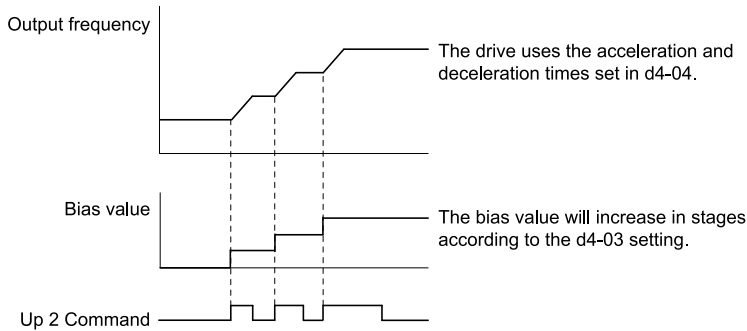 Output frequency
The drive uses the acceleration and
deceleration times set in d4-04.
Bias value
The bias value will increase in stages
according to the d4-03 setting.
Up 2 Command